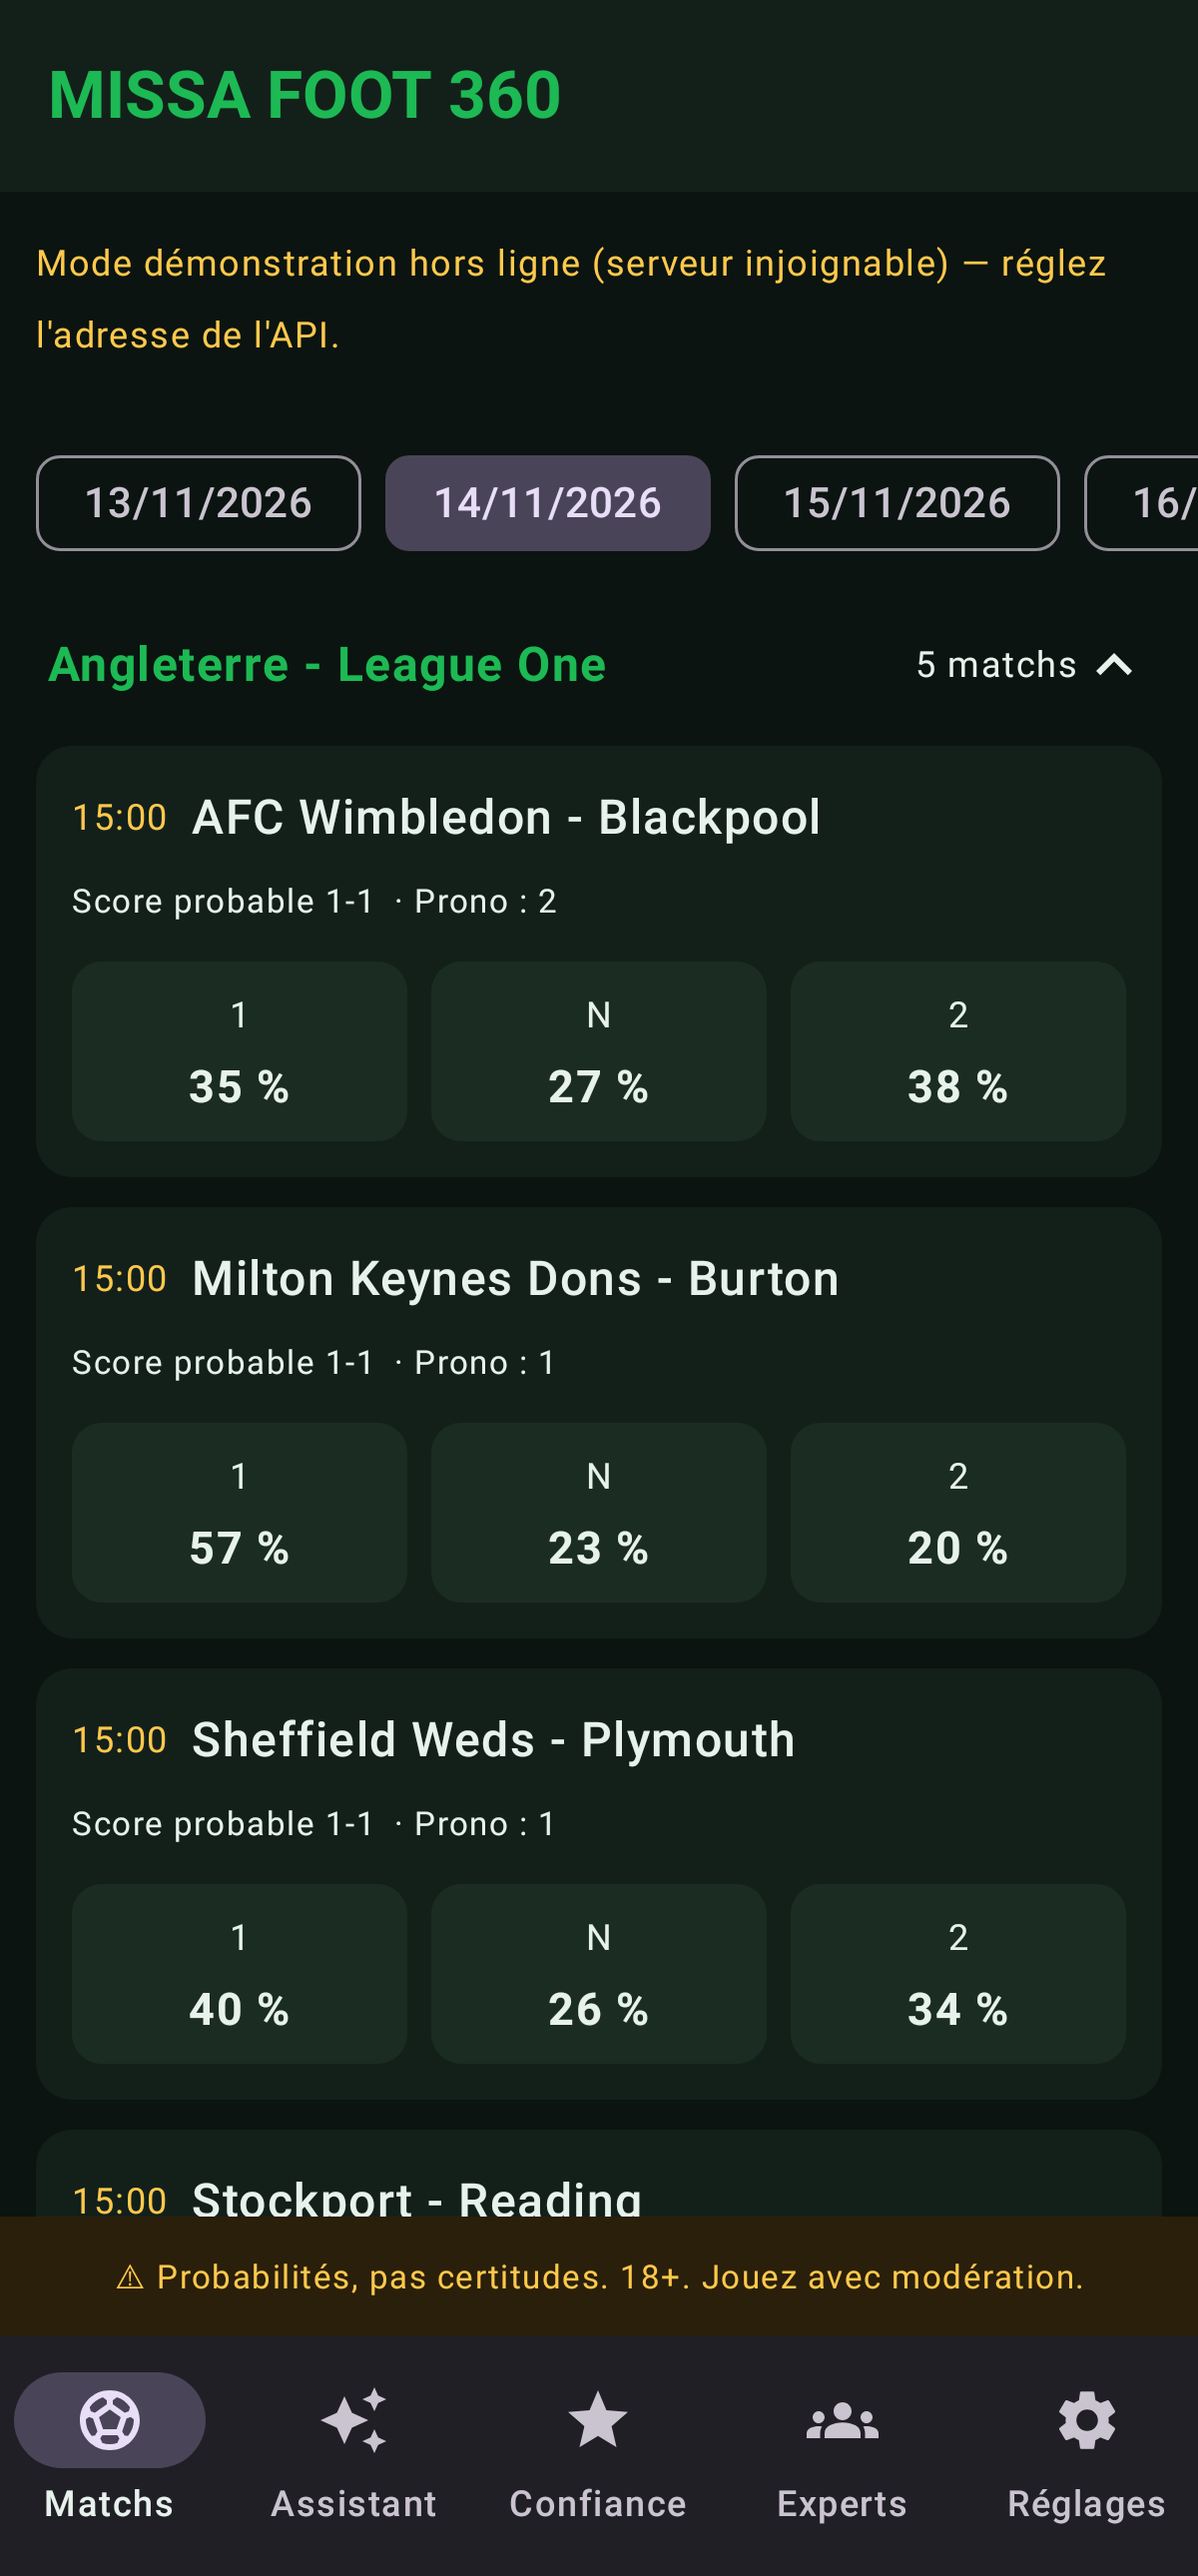 MISSA FOOT 360
Mode démonstration hors ligne (serveur injoignable) — réglez
l'adresse de l'API.
13/11/2026 14/11/2026 15/11/2026 16/
Angleterre - League One 5 matchs
15:00 AFC Wimbledon - Blackpool
Score probable 1-1 · Prono : 2
1 N 2
35 % 27 % 38 %
15:00 Milton Keynes Dons - Burton
Score probable 1-1 · Prono : 1
1 N 2
57 % 23 % 20 %
15:00 Sheffield Weds - Plymouth
Score probable 1-1 · Prono : 1
1 N 2
40 % 26 % 34 %
15:00 Stockport - Reading
⚠ Probabilités, pas certitudes. 18+. Jouez avec modération.
Matchs Assistant Confiance Experts Réglages